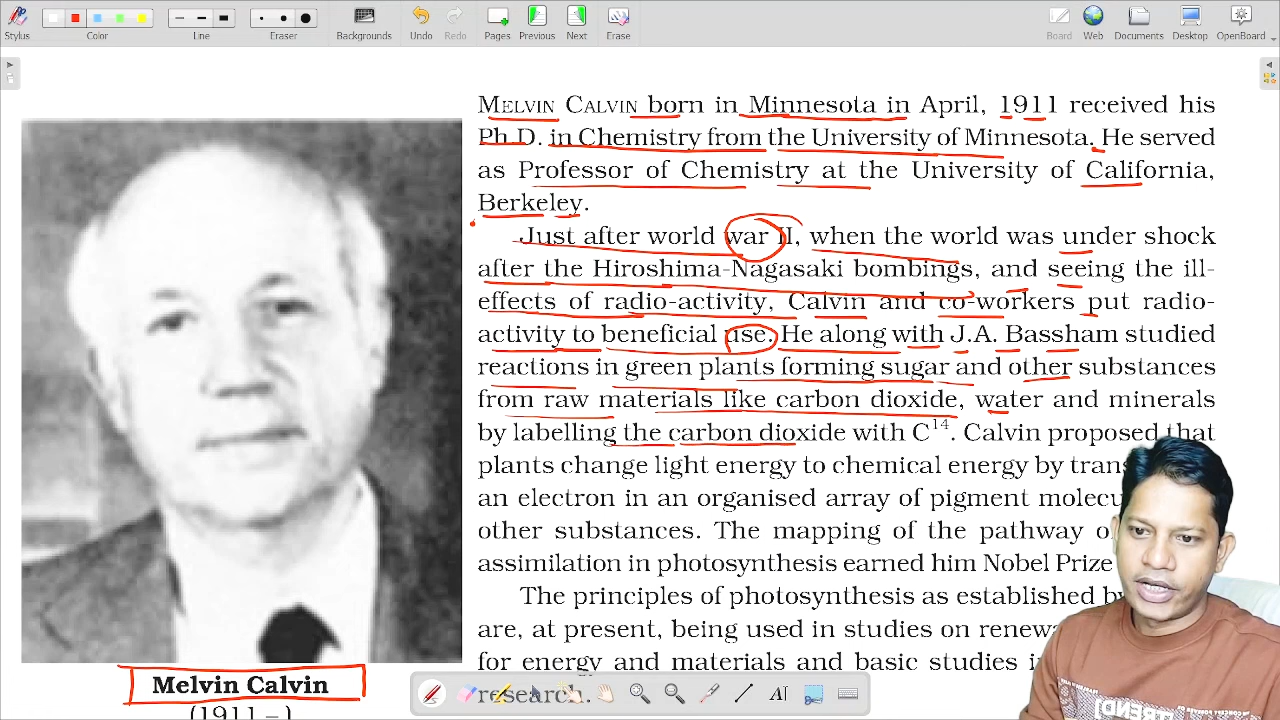 Stylus
Color
Line
Eraser
Backgrounds
Undo
Redo
Pages
Previous
Next
Erase
Board
Web
Documents
Desktop
OpenBoard
MELVIN CALVIN born in Minnesota in April, 1911 received his
Ph.D. in Chemistry from the University of Minnesota. He served
as Professor of Chemistry at the University of California,
Berkeley.
Just after world war II, when the world was under shock
after the Hiroshima-Nagasaki bombings, and seeing the ill-
effects of radio-activity, Calvin and co-workers put radio-
activity to beneficial use. He along with J.A. Bassham studied
reactions in green plants forming sugar and other substances
from raw materials like carbon dioxide, water and minerals
by labelling the carbon dioxide with C14. Calvin proposed that
plants change light energy to chemical energy by
an electron in an organised array of pigment
other substances. The mapping of the pathway
assimilation in photosynthesis earned him Nobel Prize
The principles of photosynthesis as established
are, at present, being used in studies on
for energy and materials and basic studies
research.
Melvin Calvin
(1911–)